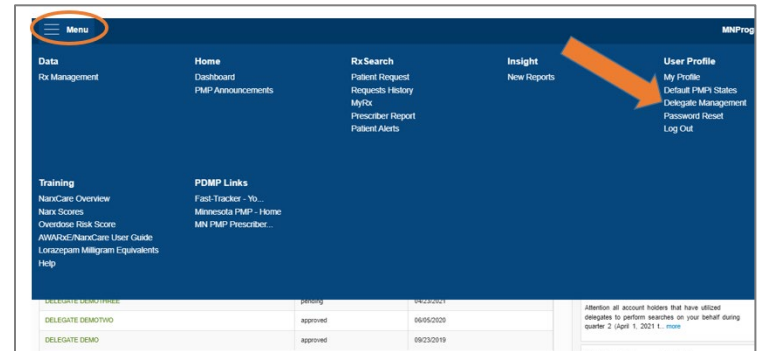 Menu
MNProg
Data
Rx Management
Home
Dashboard
PMP Announcements
RxSearch
Patient Request
Requests History
MyRx
Prescriber Report
Patient Alerts
Insight
New Reports
User Profile
My Profile
Default PMPi States
Delegate Management
Password Reset
Log Out
Training
NarxCare Overview
Narx Scores
Overdose Risk Score
AWARxE/NarxCare User Guide
Lorazepam Milligram Equivalents
Help
PDMP Links
Fast-Tracker - Yo...
Minnesota PMP - Home
MN PMP Prescriber...
DELEGATE DEMOTHREE pending 04/23/2021
DELEGATE DEMOTWO approved 06/05/2020
DELEGATE DEMO approved 09/23/2019
Attention all account holders that have utilized
delegates to perform searches on your behalf during
quarter 2 (April 1, 2021 t... more